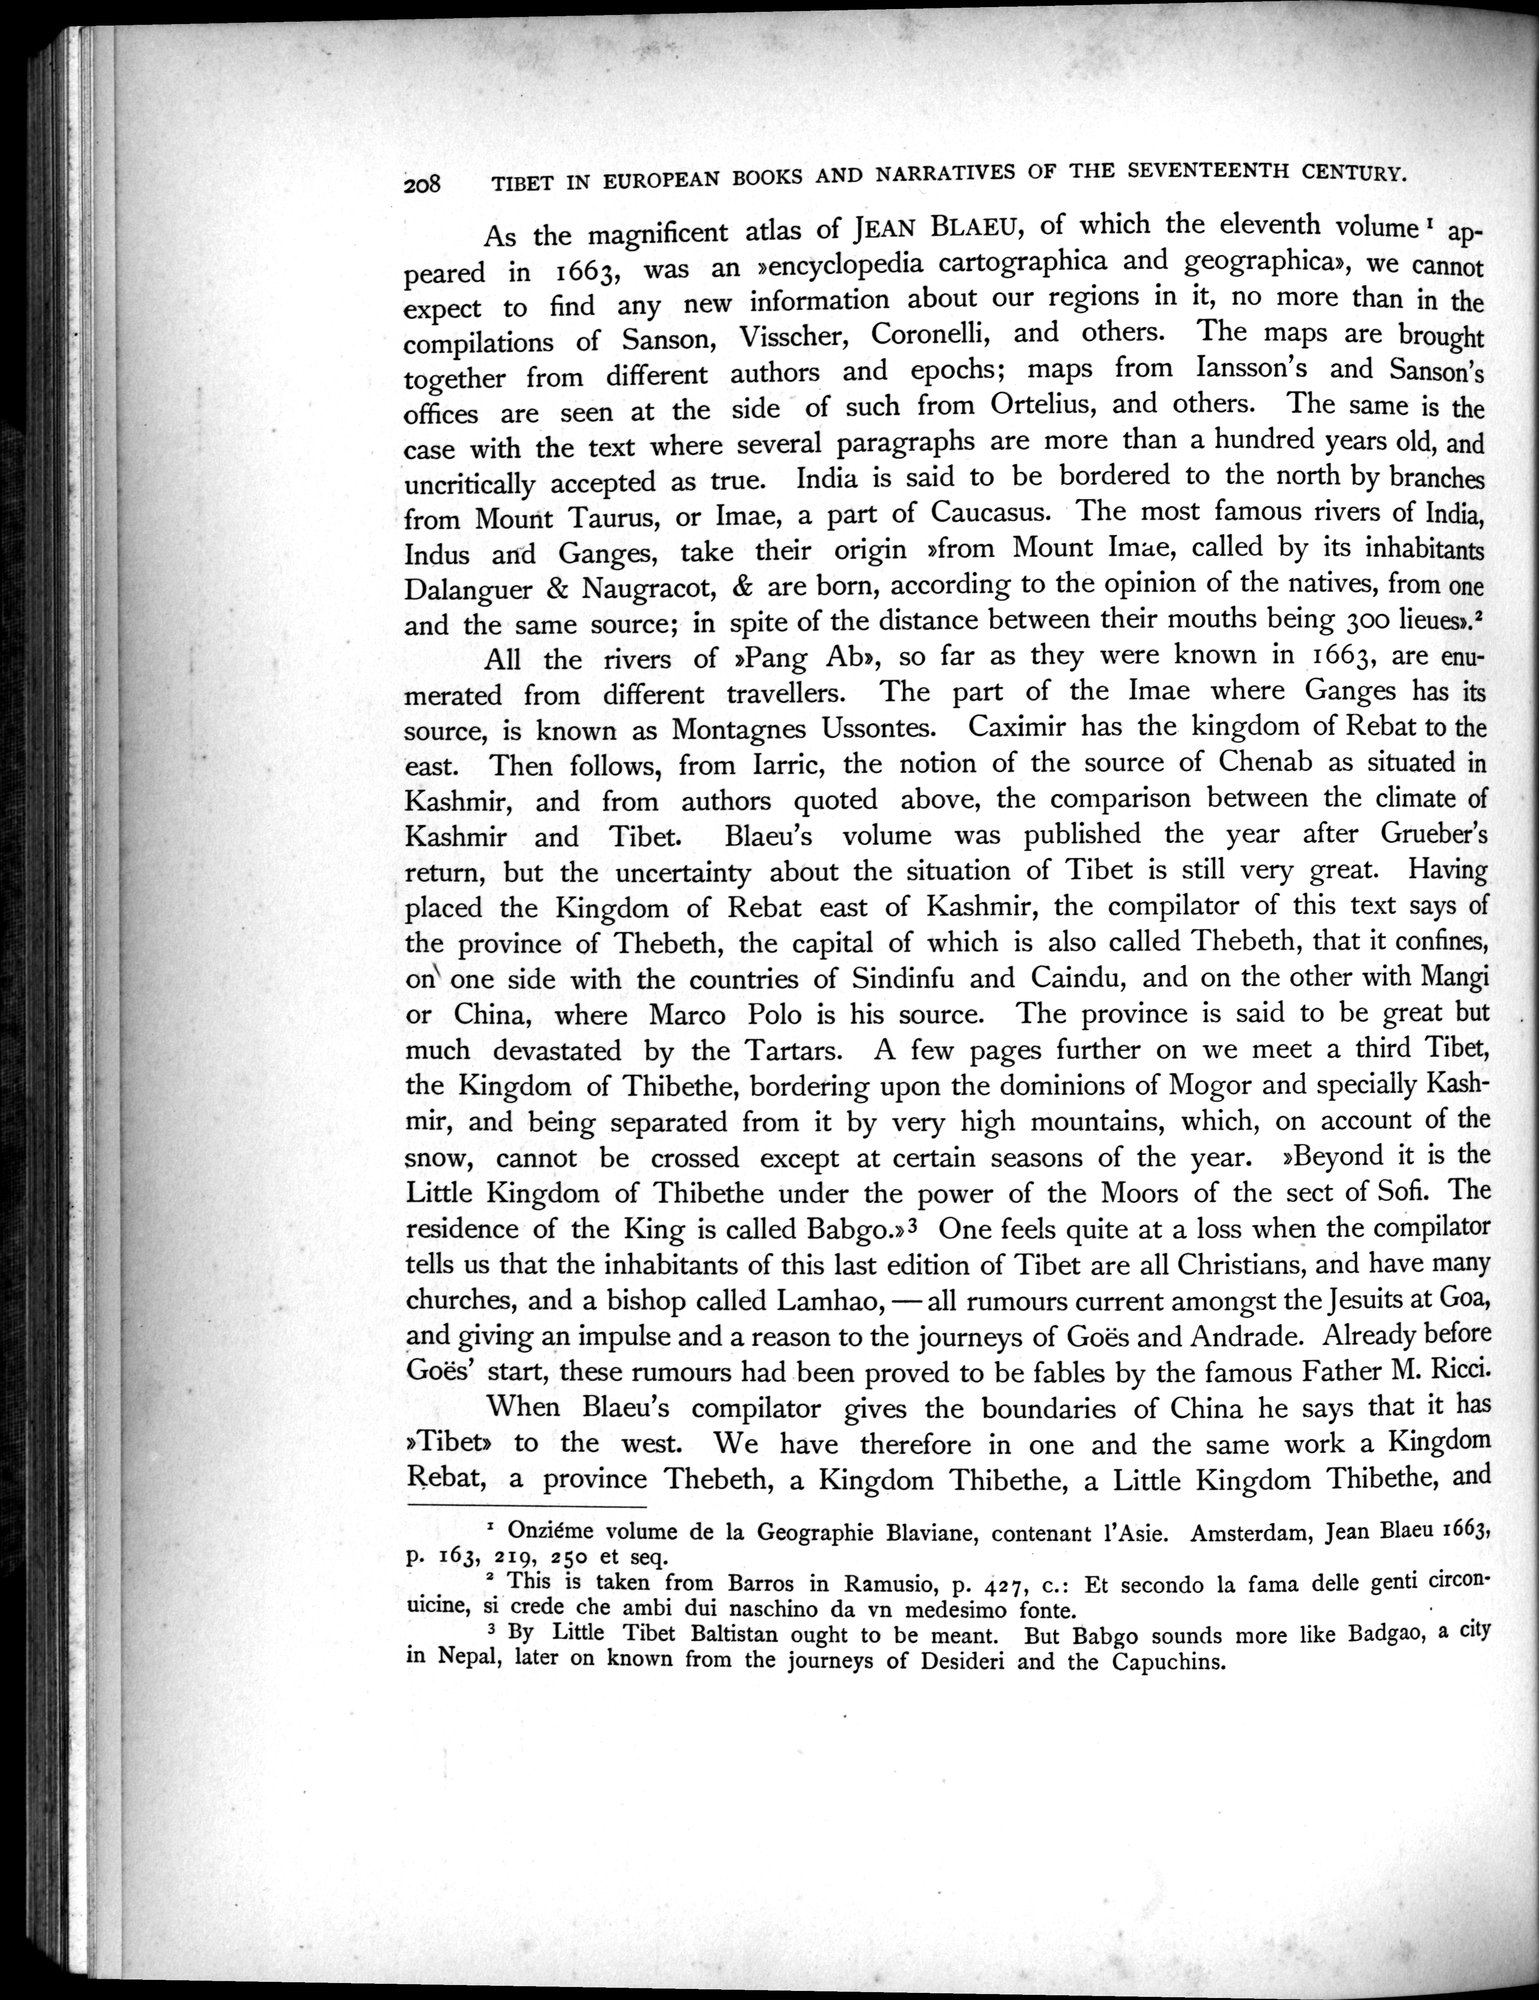 208 TIBET IN EUROPEAN BOOKS AND NARRATIVES OF THE SEVENTEENTH CENTURY.
As the magnificent atlas of JEAN BLAEU, of which the eleventh volume ¹ ap-
peared in 1663, was an »encyclopedia cartographica and geographica», we cannot
expect to find any new information about our regions in it, no more than in the
compilations of Sanson, Visscher, Coronelli, and others. The maps are brought
together from different authors and epochs; maps from Iansson's and Sanson's
offices are seen at the side of such from Ortelius, and others. The same is the
case with the text where several paragraphs are more than a hundred years old, and
uncritically accepted as true. India is said to be bordered to the north by branches
from Mount Taurus, or Imae, a part of Caucasus. The most famous rivers of India,
Indus and Ganges, take their origin »from Mount Imae, called by its inhabitants
Dalanguer & Naugracot, & are born, according to the opinion of the natives, from one
and the same source; in spite of the distance between their mouths being 300 lieues».²
All the rivers of »Pang Ab», so far as they were known in 1663, are enu-
merated from different travellers. The part of the Imae where Ganges has its
source, is known as Montagnes Ussontes. Caximir has the kingdom of Rebat to the
east. Then follows, from Iarric, the notion of the source of Chenab as situated in
Kashmir, and from authors quoted above, the comparison between the climate of
Kashmir and Tibet. Blaeu's volume was published the year after Grueber's
return, but the uncertainty about the situation of Tibet is still very great. Having
placed the Kingdom of Rebat east of Kashmir, the compilator of this text says of
the province of Thebeth, the capital of which is also called Thebeth, that it confines,
on one side with the countries of Sindinfu and Caindu, and on the other with Mangi
or China, where Marco Polo is his source. The province is said to be great but
much devastated by the Tartars. A few pages further on we meet a third Tibet,
the Kingdom of Thibethe, bordering upon the dominions of Mogor and specially Kash-
mir, and being separated from it by very high mountains, which, on account of the
snow, cannot be crossed except at certain seasons of the year. »Beyond it is the
Little Kingdom of Thibethe under the power of the Moors of the sect of Sofi. The
residence of the King is called Babgo.»³ One feels quite at a loss when the compilator
tells us that the inhabitants of this last edition of Tibet are all Christians, and have many
churches, and a bishop called Lamhao, — all rumours current amongst the Jesuits at Goa,
and giving an impulse and a reason to the journeys of Goës and Andrade. Already before
Goës' start, these rumours had been proved to be fables by the famous Father M. Ricci.
When Blaeu's compilator gives the boundaries of China he says that it has
»Tibet» to the west. We have therefore in one and the same work a Kingdom
Rebat, a province Thebeth, a Kingdom Thibethe, a Little Kingdom Thibethe, and
¹ Onziéme volume de la Geographie Blaviane, contenant l'Asie. Amsterdam, Jean Blaeu 1663,
p. 163, 219, 250 et seq.
² This is taken from Barros in Ramusio, p. 427, c.: Et secondo la fama delle genti circon-
uicine, si crede che ambi dui naschino da vn medesimo fonte.
³ By Little Tibet Baltistan ought to be meant. But Babgo sounds more like Badgao, a city
in Nepal, later on known from the journeys of Desideri and the Capuchins.